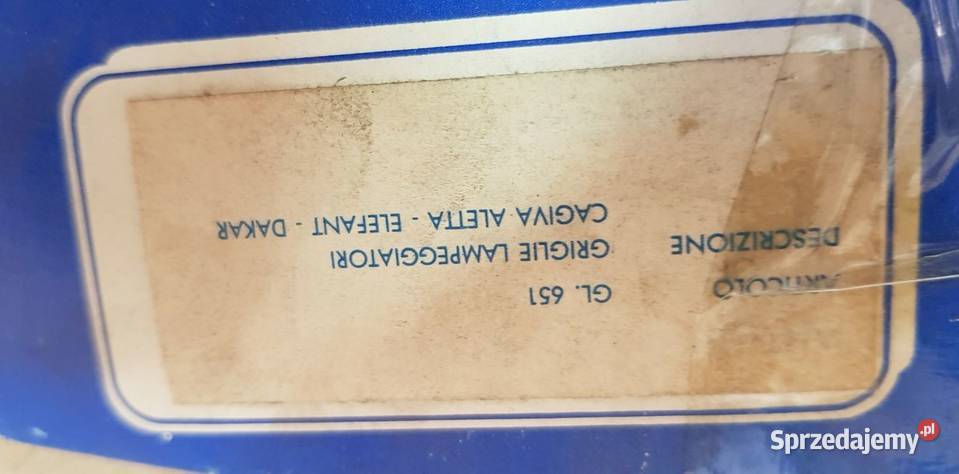 ARTICOLO GL. 651
DESCRIZIONE GRIGLIE LAMPEGGIATORI
CAGIVA ALETTA - ELEFANT - DAKAR
Sprzedajemy.pl